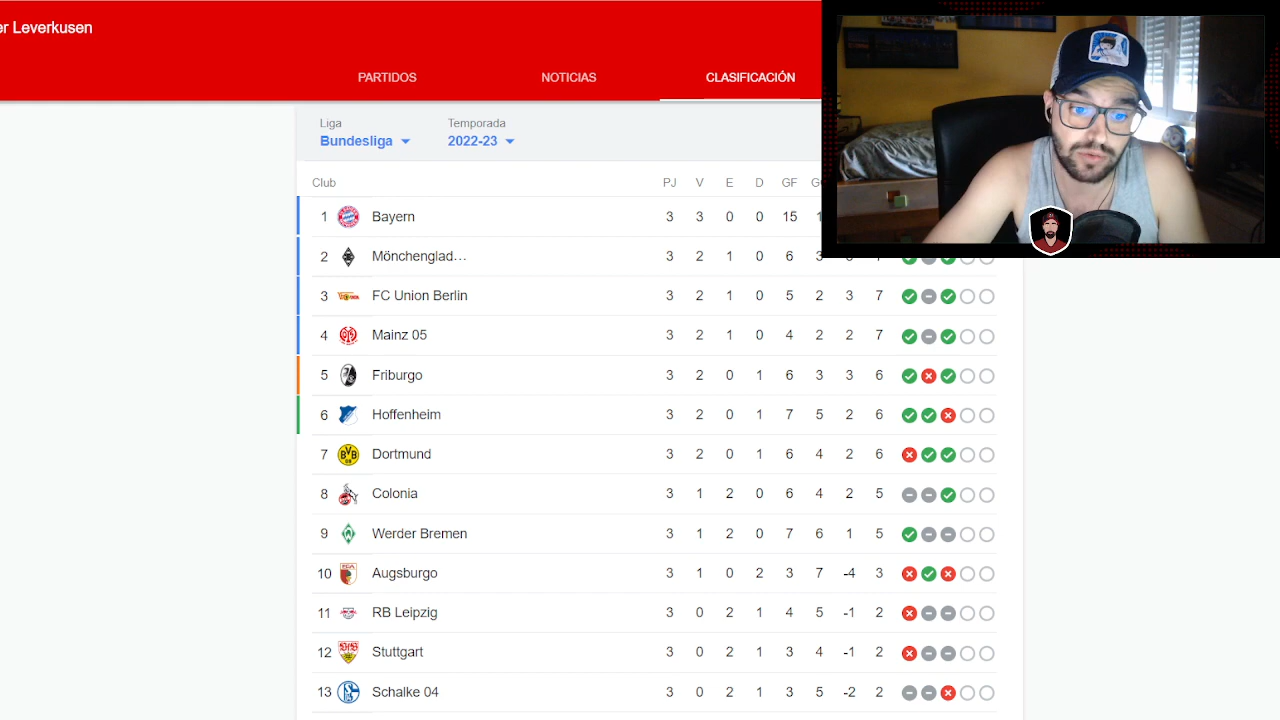 er Leverkusen
PARTIDOS NOTICIAS CLASIFICACIÓN
Liga Temporada
Bundesliga 2022-23
Club PJ V E D GF
1 Bayern 3 3 0 0 15
2 Mönchenglad... 3 2 1 0 6
3 FC Union Berlin 3 2 1 0 5 2 3 7
4 Mainz 05 3 2 1 0 4 2 2 7
5 Friburgo 3 2 0 1 6 3 3 6
6 Hoffenheim 3 2 0 1 7 5 2 6
7 Dortmund 3 2 0 1 6 4 2 6
8 Colonia 3 1 2 0 6 4 2 5
9 Werder Bremen 3 1 2 0 7 6 1 5
10 Augsburgo 3 1 0 2 3 7 -4 3
11 RB Leipzig 3 0 2 1 4 5 -1 2
12 Stuttgart 3 0 2 1 3 4 -1 2
13 Schalke 04 3 0 2 1 3 5 -2 2